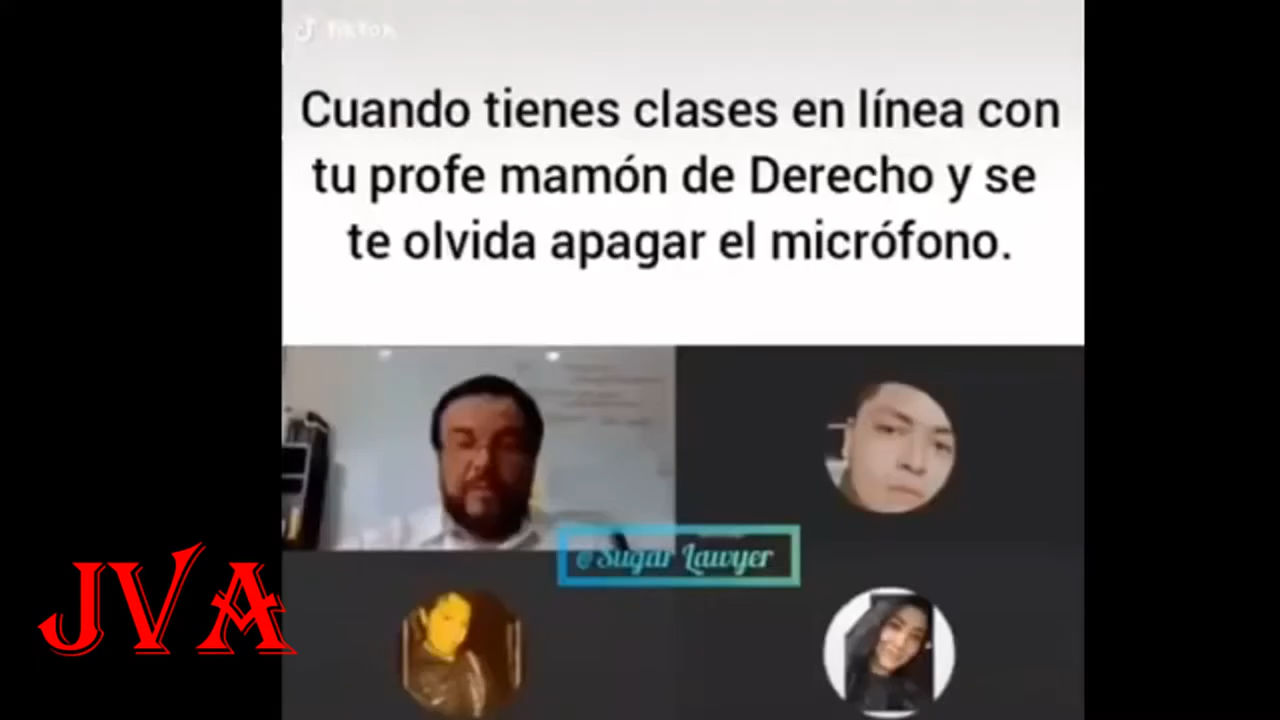 TikTok
Cuando tienes clases en línea con
tu profe mamón de Derecho y se
te olvida apagar el micrófono.
@Sugar Lawyer
JVA